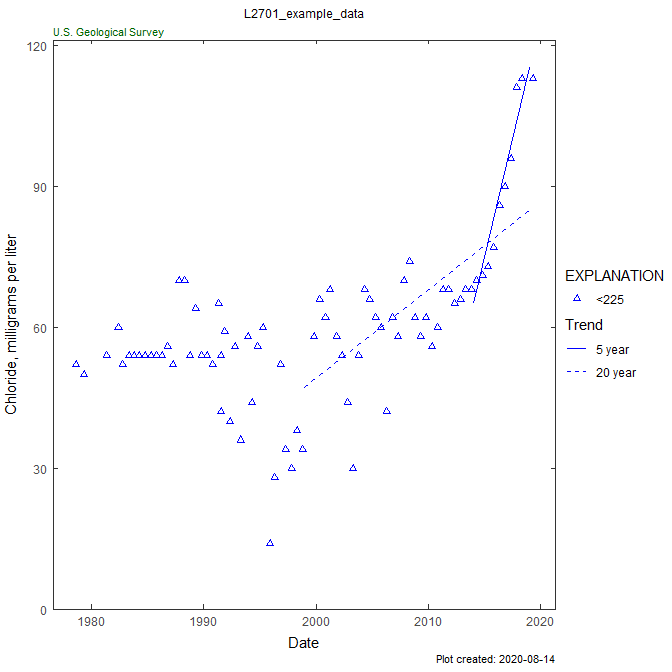 L2701_example_data
U.S. Geological Survey
120
90
60
30
0
Chloride, milligrams per liter
1980 1990 2000 2010 2020
Date
EXPLANATION
<225
Trend
5 year
20 year
Plot created: 2020-08-14